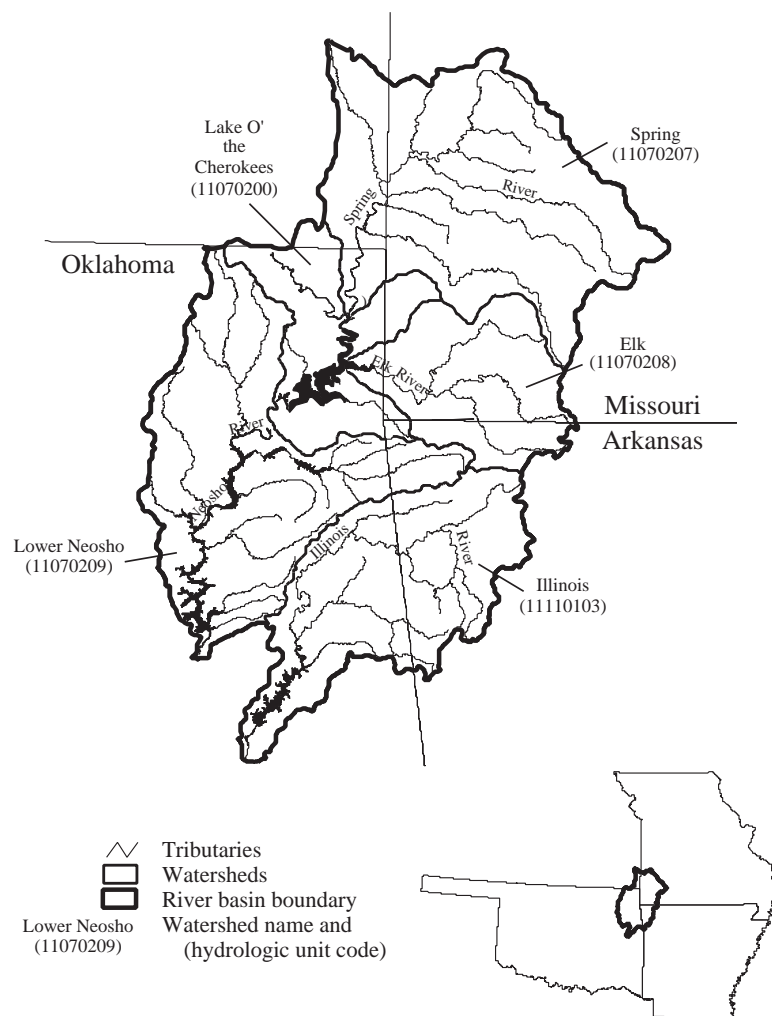 Lake O'
the
Cherokees
(11070200)
Spring
(11070207)
River
Spring
Oklahoma
Elk
(11070208)
Elk River
Missouri
Arkansas
River
Neosho
Lower Neosho
(11070209)
Illinois
River
Illinois
(11110103)
Tributaries
Watersheds
River basin boundary
Lower Neosho
(11070209)
Watershed name and
(hydrologic unit code)